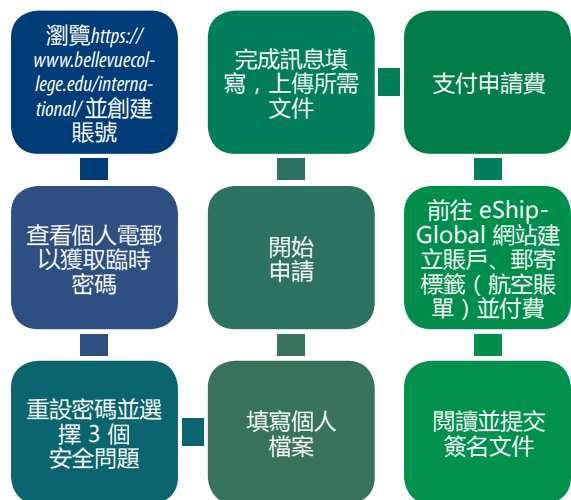 瀏覽https://
www.bellevuecol-
lege.edu/interna-
tional/並創建
賬號
查看個人電郵
以獲取臨時
密碼
重設密碼並選
擇 3 個
安全問題
填寫個人
檔案
開始
申請
完成訊息填
寫，上傳所需
文件
支付申請費
前往 eShip-
Global 網站建
立賬戶、郵寄
標籤（航空賬
單）並付費
閱讀並提交
簽名文件